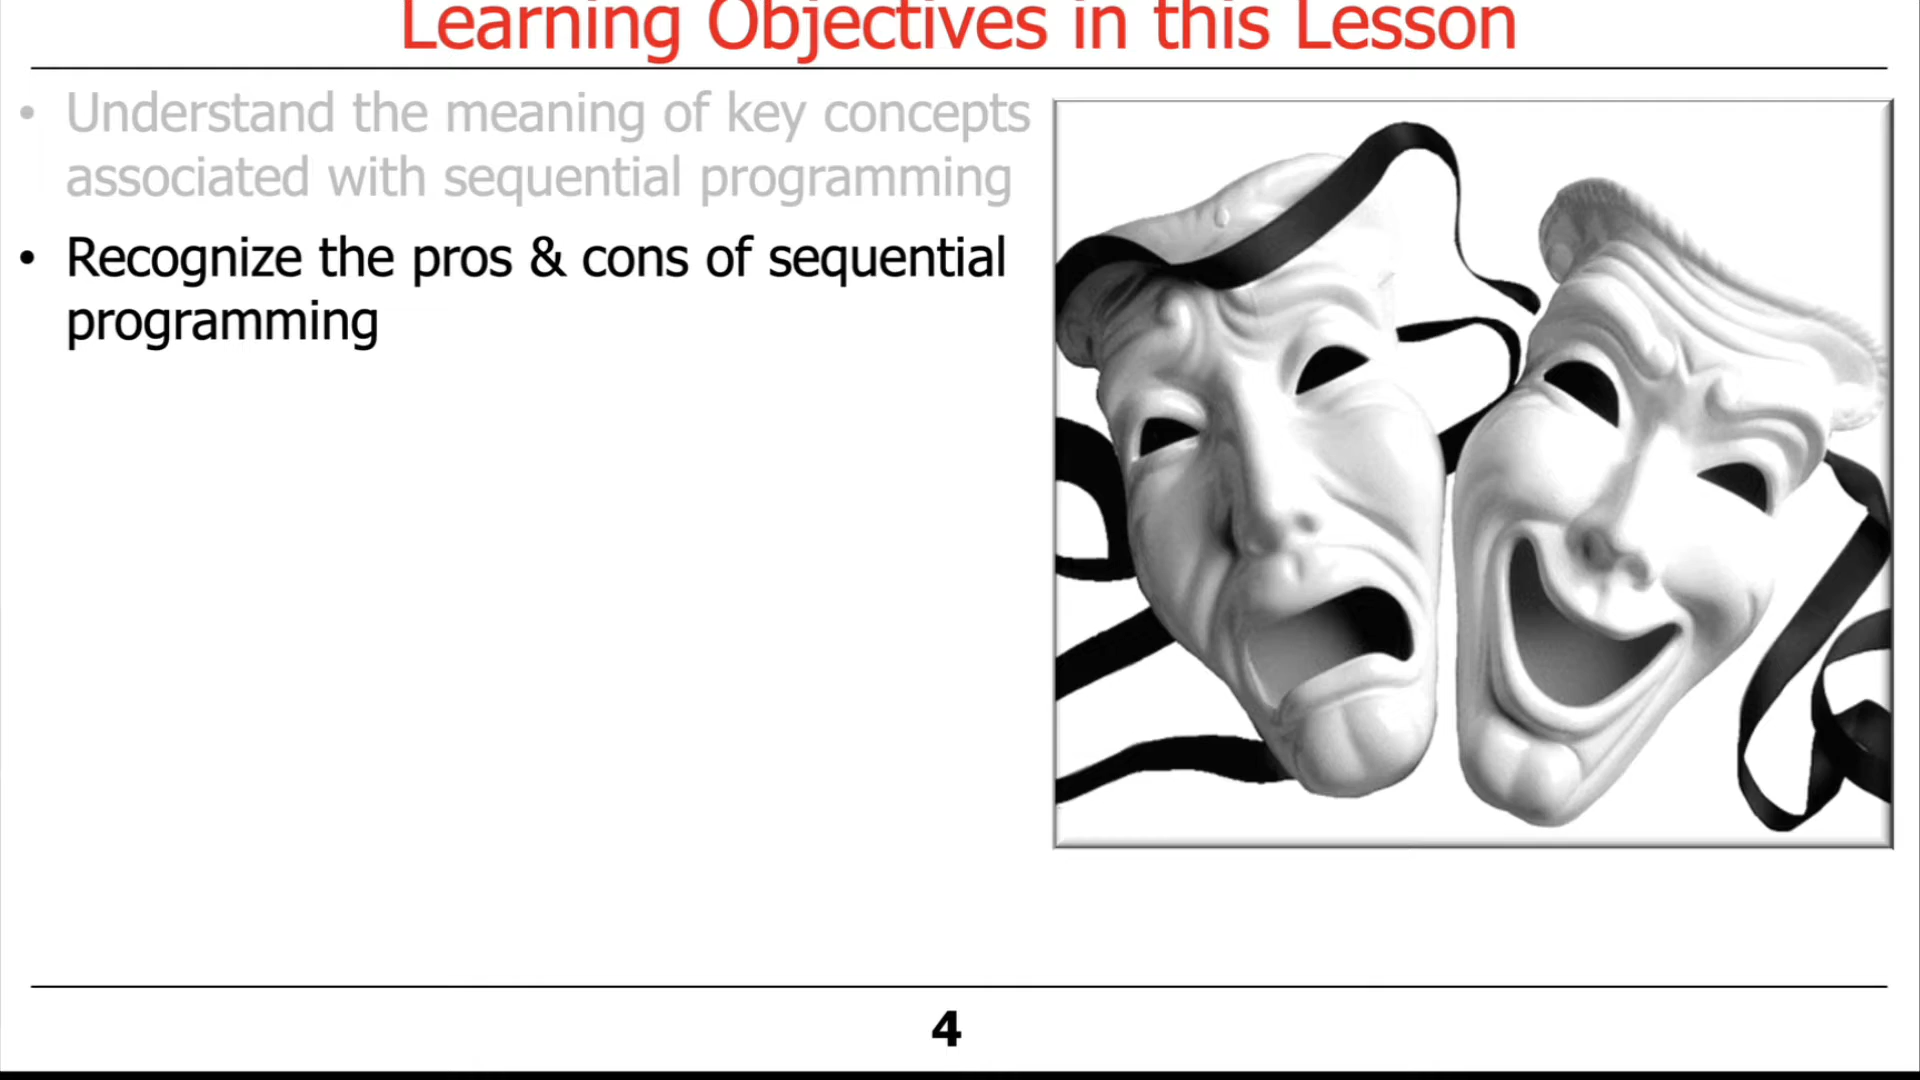 Learning Objectives in this Lesson
• Understand the meaning of key concepts
associated with sequential programming
• Recognize the pros & cons of sequential
programming
4